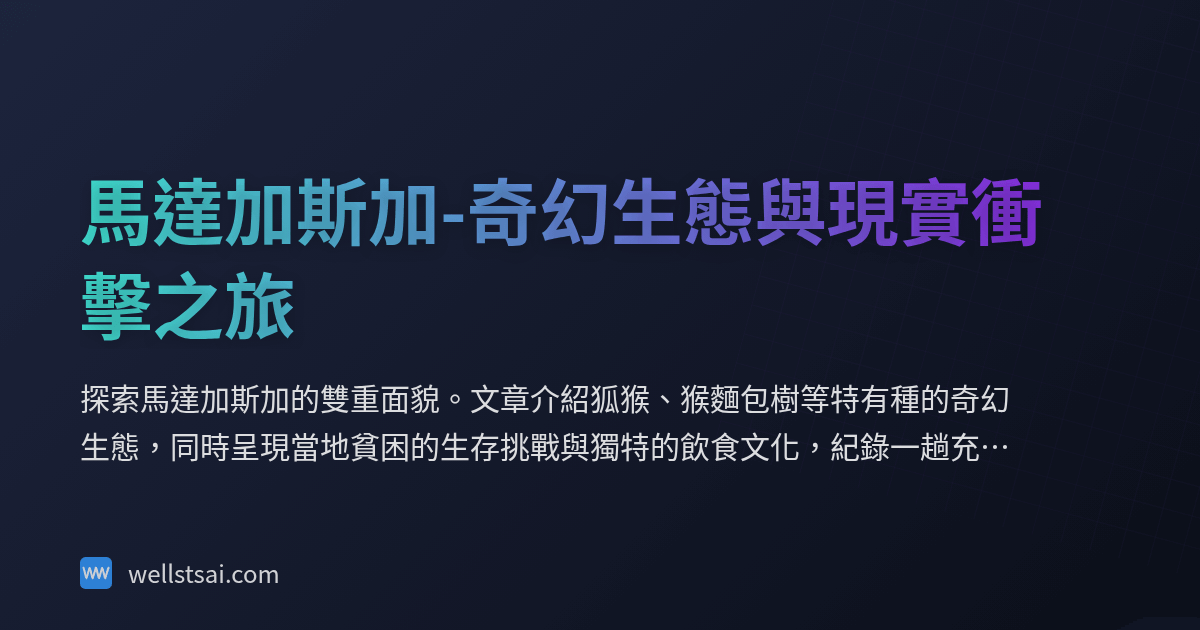 馬達加斯加-奇幻生態與現實衝
擊之旅
探索馬達加斯加的雙重面貌。文章介紹狐猴、猴麵包樹等特有種的奇幻
生態，同時呈現當地貧困的生存挑戰與獨特的飲食文化，紀錄一趟充…
wellstsai.com